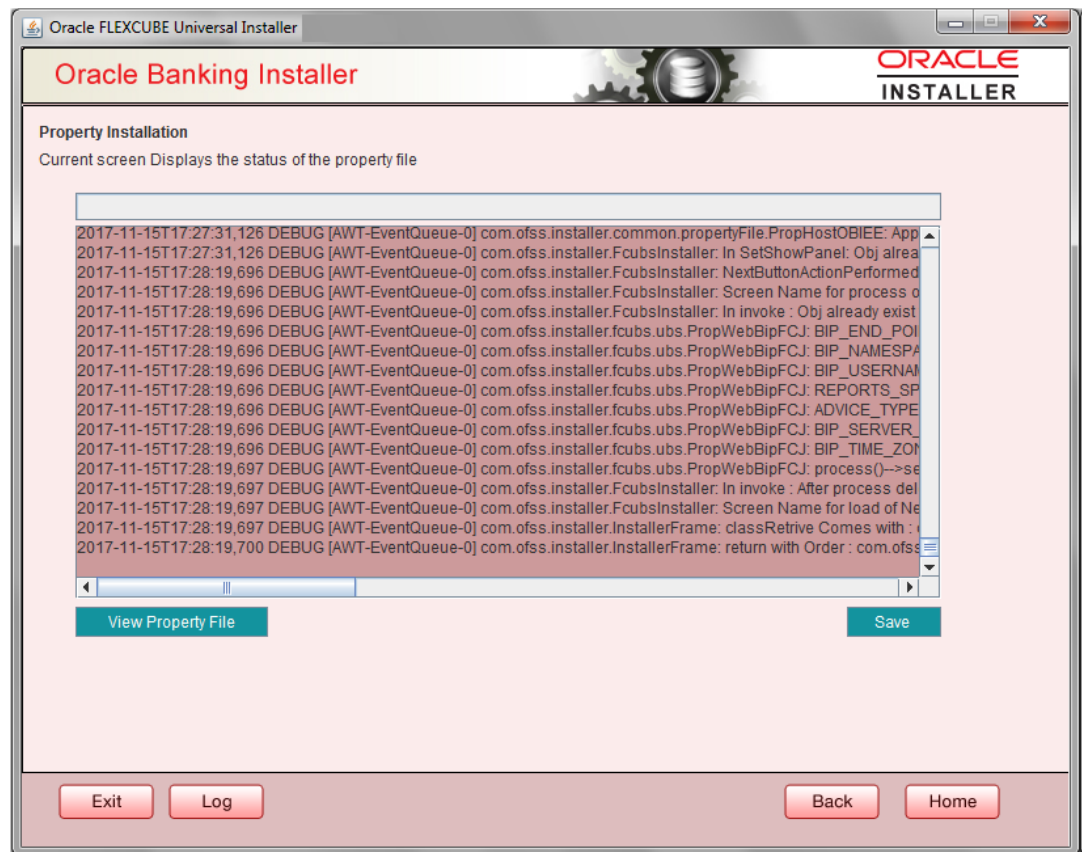 Oracle FLEXCUBE Universal Installer
Oracle Banking Installer
ORACLE
INSTALLER
Property Installation
Current screen Displays the status of the property file
2017-11-15T17:27:31,126 DEBUG [AWT-EventQueue-0] com.ofss.installer.common.propertyFile.PropHostOBIEE: App
2017-11-15T17:27:31,126 DEBUG [AWT-EventQueue-0] com.ofss.installer.FcubsInstaller: In SetShowPanel: Obj alrea
2017-11-15T17:28:19,696 DEBUG [AWT-EventQueue-0] com.ofss.installer.FcubsInstaller: NextButtonActionPerformed
2017-11-15T17:28:19,696 DEBUG [AWT-EventQueue-0] com.ofss.installer.FcubsInstaller: Screen Name for process o
2017-11-15T17:28:19,696 DEBUG [AWT-EventQueue-0] com.ofss.installer.FcubsInstaller: In invoke : Obj already exist
2017-11-15T17:28:19,696 DEBUG [AWT-EventQueue-0] com.ofss.installer.fcubs.ubs.PropWebBipFCJ: BIP_END_POI
2017-11-15T17:28:19,696 DEBUG [AWT-EventQueue-0] com.ofss.installer.fcubs.ubs.PropWebBipFCJ: BIP_NAMESPA
2017-11-15T17:28:19,696 DEBUG [AWT-EventQueue-0] com.ofss.installer.fcubs.ubs.PropWebBipFCJ: BIP_USERNAM
2017-11-15T17:28:19,696 DEBUG [AWT-EventQueue-0] com.ofss.installer.fcubs.ubs.PropWebBipFCJ: REPORTS_SP
2017-11-15T17:28:19,696 DEBUG [AWT-EventQueue-0] com.ofss.installer.fcubs.ubs.PropWebBipFCJ: ADVICE_TYPE
2017-11-15T17:28:19,696 DEBUG [AWT-EventQueue-0] com.ofss.installer.fcubs.ubs.PropWebBipFCJ: BIP_SERVER_
2017-11-15T17:28:19,696 DEBUG [AWT-EventQueue-0] com.ofss.installer.fcubs.ubs.PropWebBipFCJ: BIP_TIME_ZON
2017-11-15T17:28:19,697 DEBUG [AWT-EventQueue-0] com.ofss.installer.fcubs.ubs.PropWebBipFCJ: process()-->se
2017-11-15T17:28:19,697 DEBUG [AWT-EventQueue-0] com.ofss.installer.FcubsInstaller: In invoke : After process del
2017-11-15T17:28:19,697 DEBUG [AWT-EventQueue-0] com.ofss.installer.FcubsInstaller: Screen Name for load of Ne
2017-11-15T17:28:19,697 DEBUG [AWT-EventQueue-0] com.ofss.installer.InstallerFrame: classRetrive Comes with :
2017-11-15T17:28:19,700 DEBUG [AWT-EventQueue-0] com.ofss.installer.InstallerFrame: return with Order : com.ofss
View Property File
Save
Exit
Log
Back
Home